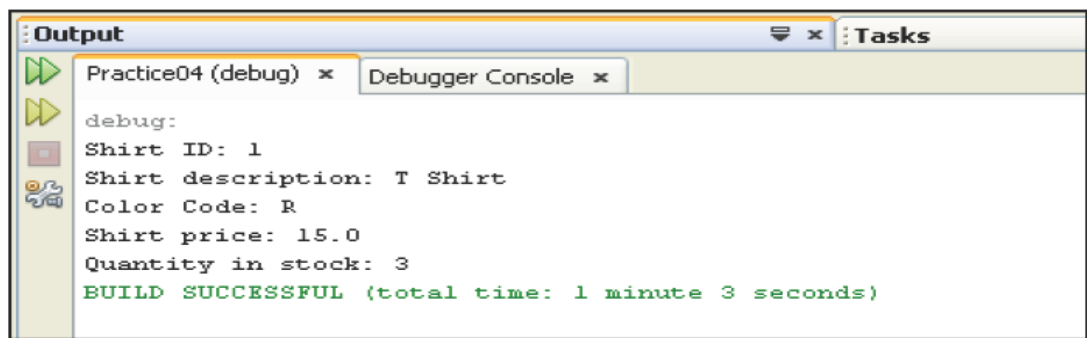 Output
Tasks
Practice04 (debug)
Debugger Console
debug:
Shirt ID: 1
Shirt description: T Shirt
Color Code: R
Shirt price: 15.0
Quantity in stock: 3
BUILD SUCCESSFUL (total time: 1 minute 3 seconds)